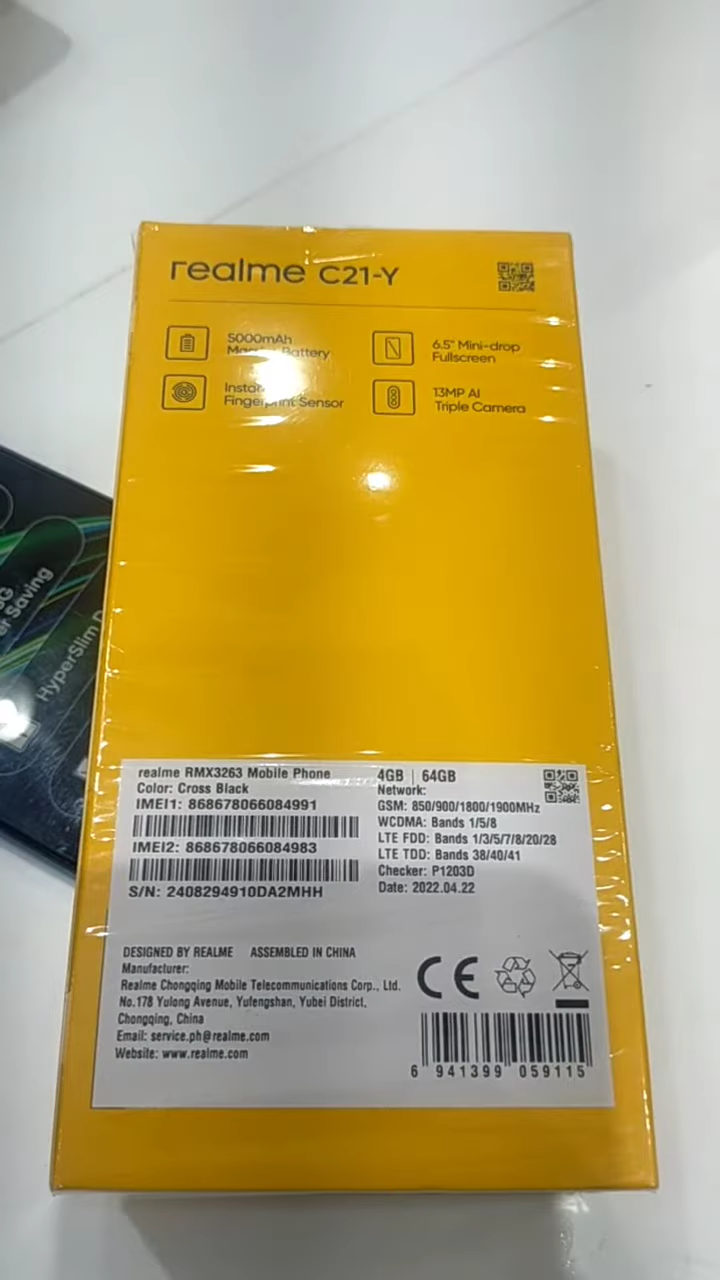 realme C21-Y
5000mAh
Battery
6.5" Mini-drop
Fullscreen
Fingerprint Sensor
13MP AI
Triple Camera
er Saving
HyperSlim
realme RMX3263 Mobile Phone
Color: Cross Black
IMEI1: 868678066084991
IMEI2: 868678066084983
S/N: 2408294910DA2MHH
4GB | 64GB
Network:
GSM: 850/900/1800/1900MHz
WCDMA: Bands 1/5/8
LTE FDD: Bands 1/3/5/7/8/20/28
LTE TDD: Bands 38/40/41
Checker: P1203D
Date: 2022.04.22
DESIGNED BY REALME ASSEMBLED IN CHINA
Manufacturer:
Realme Chongqing Mobile Telecommunications Corp., Ltd.
No.178 Yulong Avenue, Yufengshan, Yubei District,
Chongqing, China
Email: service.ph@realme.com
Website: www.realme.com
CE
6 941399 059115